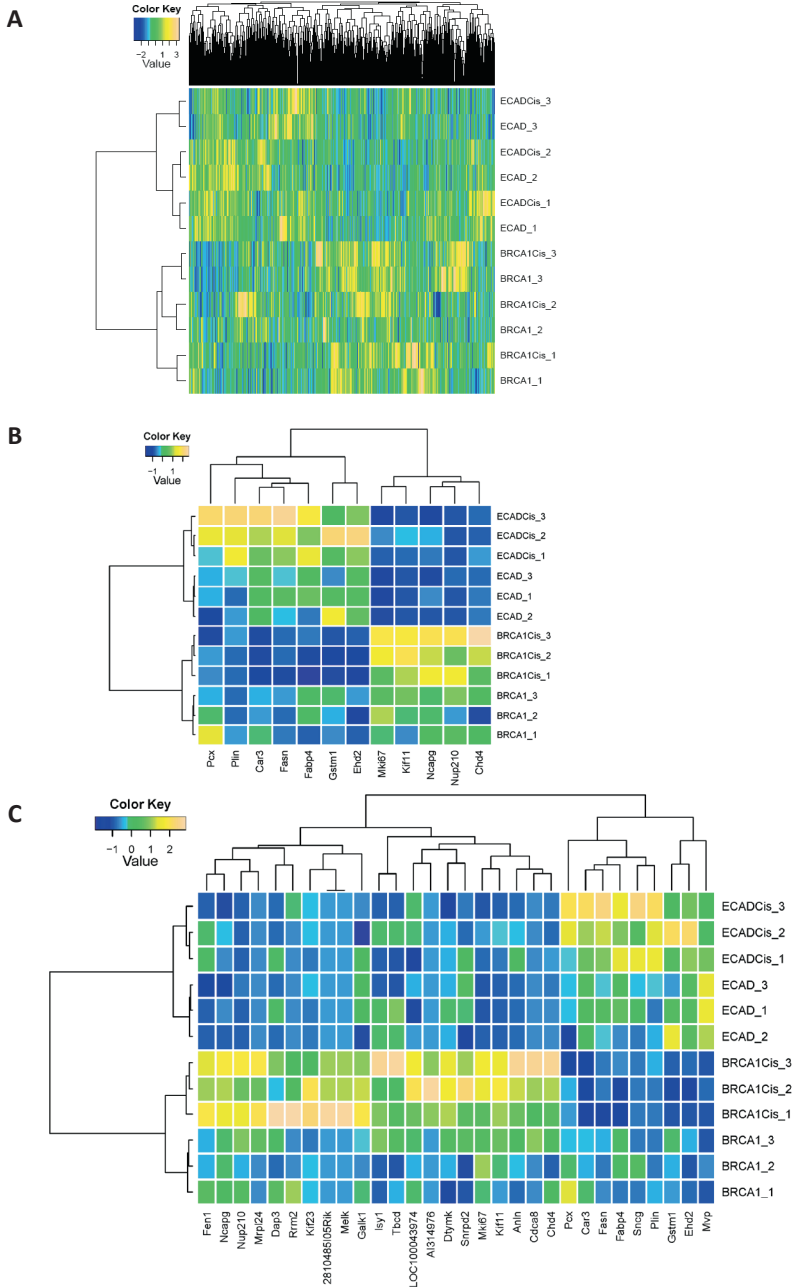 A
Color Key
-2 1 3
Value
ECADCis_3
ECAD_3
ECADCis_2
ECAD_2
ECADCis_1
ECAD_1
BRCA1Cis_3
BRCA1_3
BRCA1Cis_2
BRCA1_2
BRCA1Cis_1
BRCA1_1
B
Color Key
-1 1
Value
ECADCis_3
ECADCis_2
ECADCis_1
ECAD_3
ECAD_1
ECAD_2
BRCA1Cis_3
BRCA1Cis_2
BRCA1Cis_1
BRCA1_3
BRCA1_2
BRCA1_1
Pcx
Plin
Car3
Fasn
Fabp4
Gstm1
Ehd2
Mki67
Kif11
Ncapg
Nup210
Chd4
C
Color Key
-1 0 1 2
Value
ECADCis_3
ECADCis_2
ECADCis_1
ECAD_3
ECAD_1
ECAD_2
BRCA1Cis_3
BRCA1Cis_2
BRCA1Cis_1
BRCA1_3
BRCA1_2
BRCA1_1
Fen1
Ncapg
Nup210
Mrpl24
Dap3
Rrm2
Kif23
2810485I05Rik
Melk
Galk1
Isy1
Tbcd
LOC100043974
AI314976
Dtymk
Snrpd2
Mki67
Kif11
Anln
Cdca8
Chd4
Pcx
Car3
Fasn
Fabp4
Sncg
Plin
Gstm1
Ehd2
Mvp